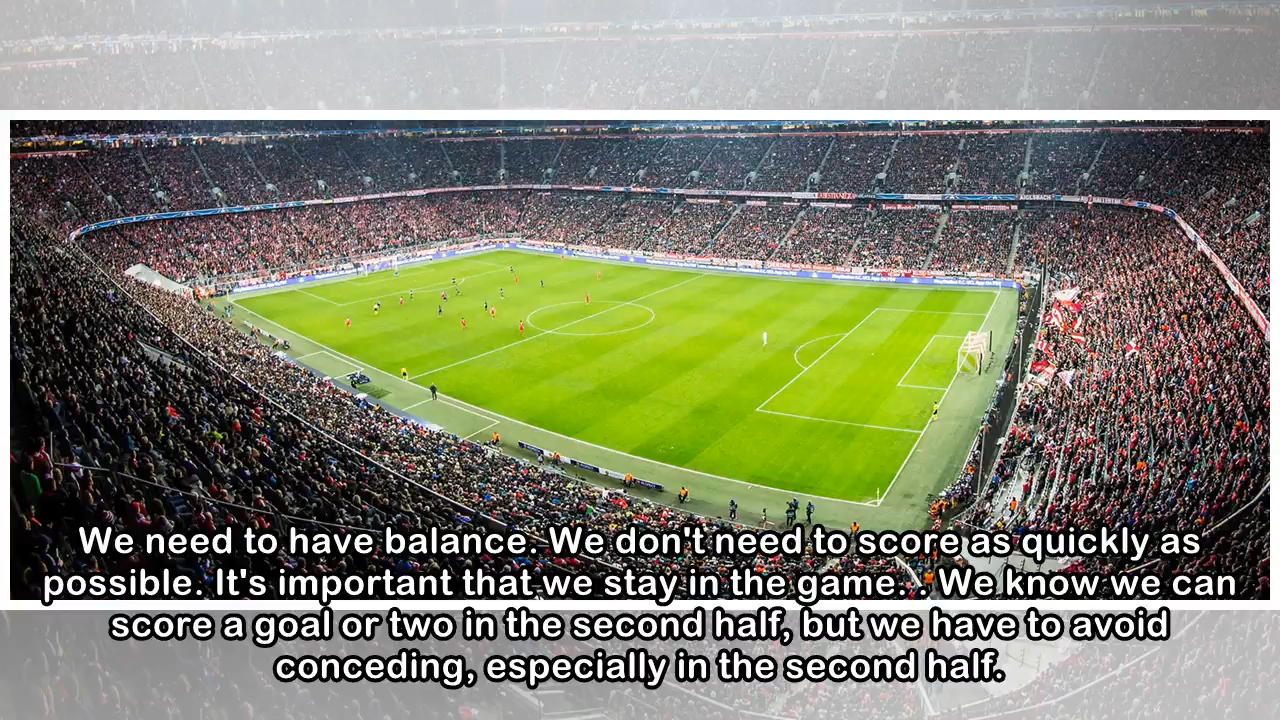 We need to have balance. We don't need to score as quickly as
possible. It's important that we stay in the game. . We know we can
score a goal or two in the second half, but we have to avoid
conceding, especially in the second half.